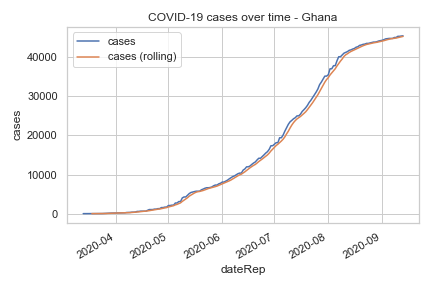 COVID-19 cases over time - Ghana
cases
cases (rolling)
40000
30000
20000
10000
0
cases
2020-04
2020-05
2020-06
2020-07
2020-08
2020-09
dateRep